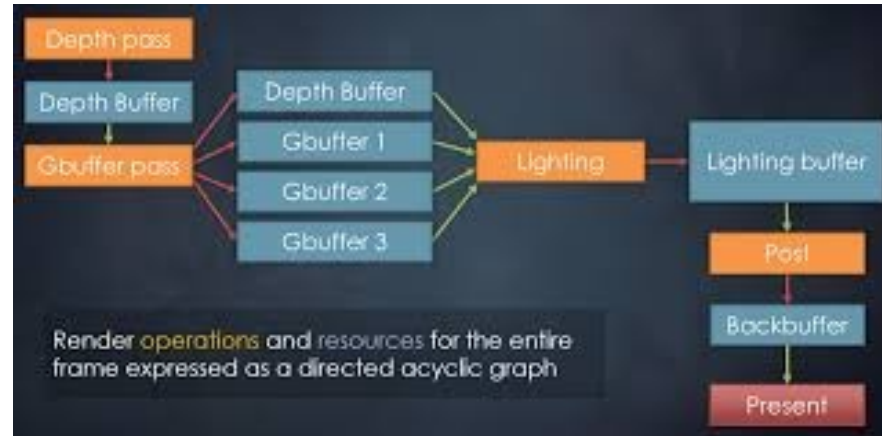 Depth pass
Depth Buffer
Gbuffer pass
Depth Buffer
Gbuffer 1
Gbuffer 2
Gbuffer 3
Lighting
Lighting buffer
Post
Backbuffer
Present
Render operations and resources for the entire
frame expressed as a directed acyclic graph